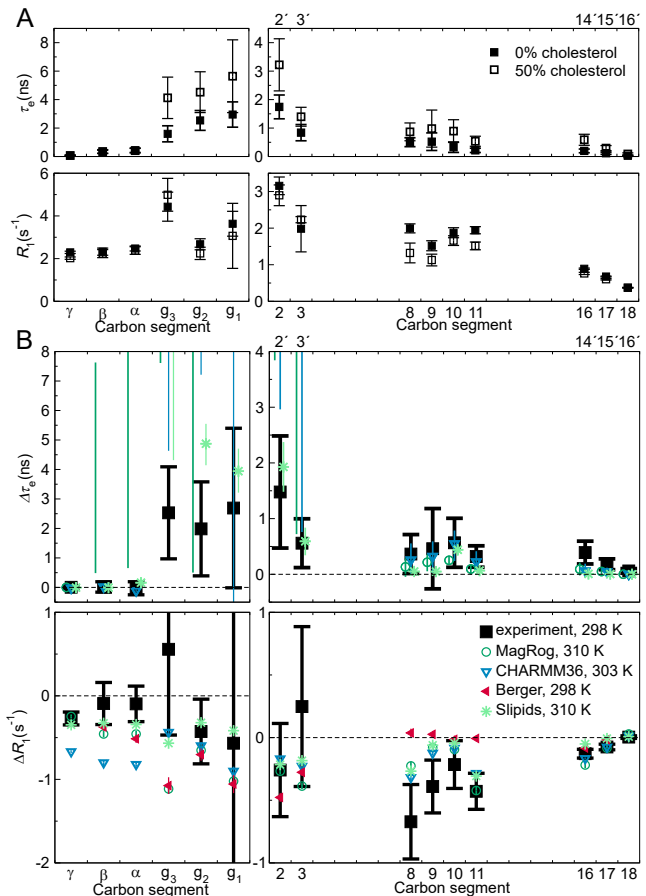 A
2´ 3´ 14´ 15´ 16´
τe(ns)
6
4
2
0
4
3
2
1
0
0% cholesterol
50% cholesterol
R1(s-1)
6
4
2
0
3
2
1
0
γ β α g3 g2 g1
Carbon segment
2 3 8 9 10 11 16 17 18
Carbon segment
B
2´ 3´ 14´ 15´ 16´
Δτe(ns)
8
7
6
5
4
3
2
1
0
4
3
2
1
0
ΔR1(s-1)
1
0
-1
-2
1
0
-1
experiment, 298 K
MagRog, 310 K
CHARMM36, 303 K
Berger, 298 K
Slipids, 310 K
γ β α g3 g2 g1
Carbon segment
2 3 8 9 10 11 16 17 18
Carbon segment